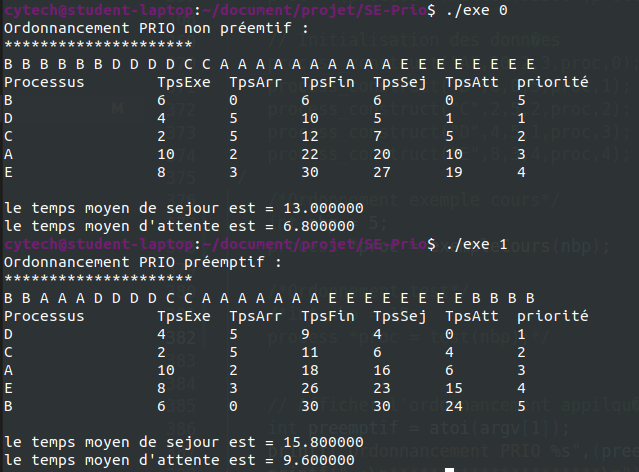 cytech@student-laptop:~/document/projet/SE-Prio$ ./exe 0
Ordonnancement PRIO non préemtif :
*********************
B B B B B B D D D D C C A A A A A A A A A A E E E E E E E E
Processus TpsExe TpsArr TpsFin TpsSej TpsAtt priorité
B 6 0 6 6 0 5
D 4 5 10 5 1 1
C 2 5 12 7 5 2
A 10 2 22 20 10 3
E 8 3 30 27 19 4
le temps moyen de sejour est = 13.000000
le temps moyen d'attente est = 6.800000
cytech@student-laptop:~/document/projet/SE-Prio$ ./exe 1
Ordonnancement PRIO préemptif :
*********************
B B A A A D D D D C C A A A A A A A E E E E E E E E B B B B
Processus TpsExe TpsArr TpsFin TpsSej TpsAtt priorité
D 4 5 9 4 0 1
C 2 5 11 6 4 2
A 10 2 18 16 6 3
E 8 3 26 23 15 4
B 6 0 30 30 24 5
le temps moyen de sejour est = 15.800000
le temps moyen d'attente est = 9.600000